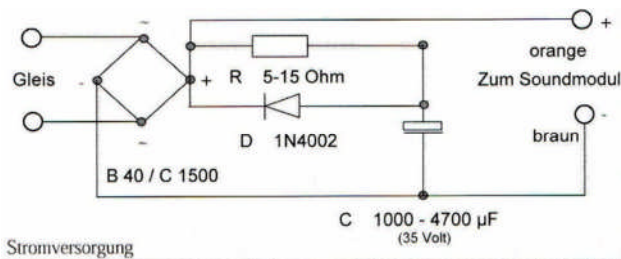 ~
+
orange
Gleis
-
+
R 5-15 Ohm
Zum Soundmodul
-
~
D 1N4002
braun
B 40 / C 1500
C 1000 - 4700 µF
(35 Volt)
Stromversorgung